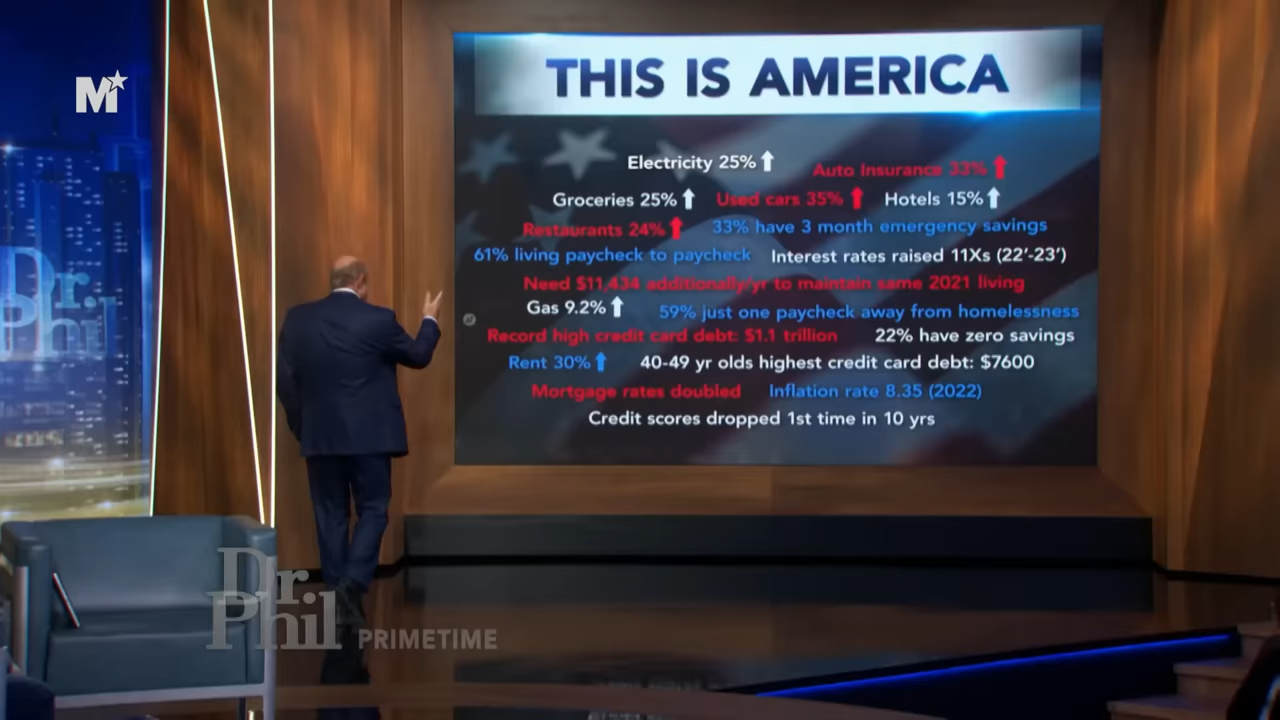 M
THIS IS AMERICA
Electricity 25% ⬆ Auto Insurance 33% ⬆
Groceries 25% ⬆ Used cars 35% ⬆ Hotels 15% ⬆
Restaurants 24% ⬆ 33% have 3 month emergency savings
61% living paycheck to paycheck Interest rates raised 11Xs (22’-23’)
Need $11,434 additionally/yr to maintain same 2021 living
Gas 9.2% ⬆ 59% just one paycheck away from homelessness
Record high credit card debt: $1.1 trillion 22% have zero savings
Rent 30% ⬆ 40-49 yr olds highest credit card debt: $7600
Mortgage rates doubled Inflation rate 8.35 (2022)
Credit scores dropped 1st time in 10 yrs
Dr.
Phil
Dr.
Phil PRIMETIME